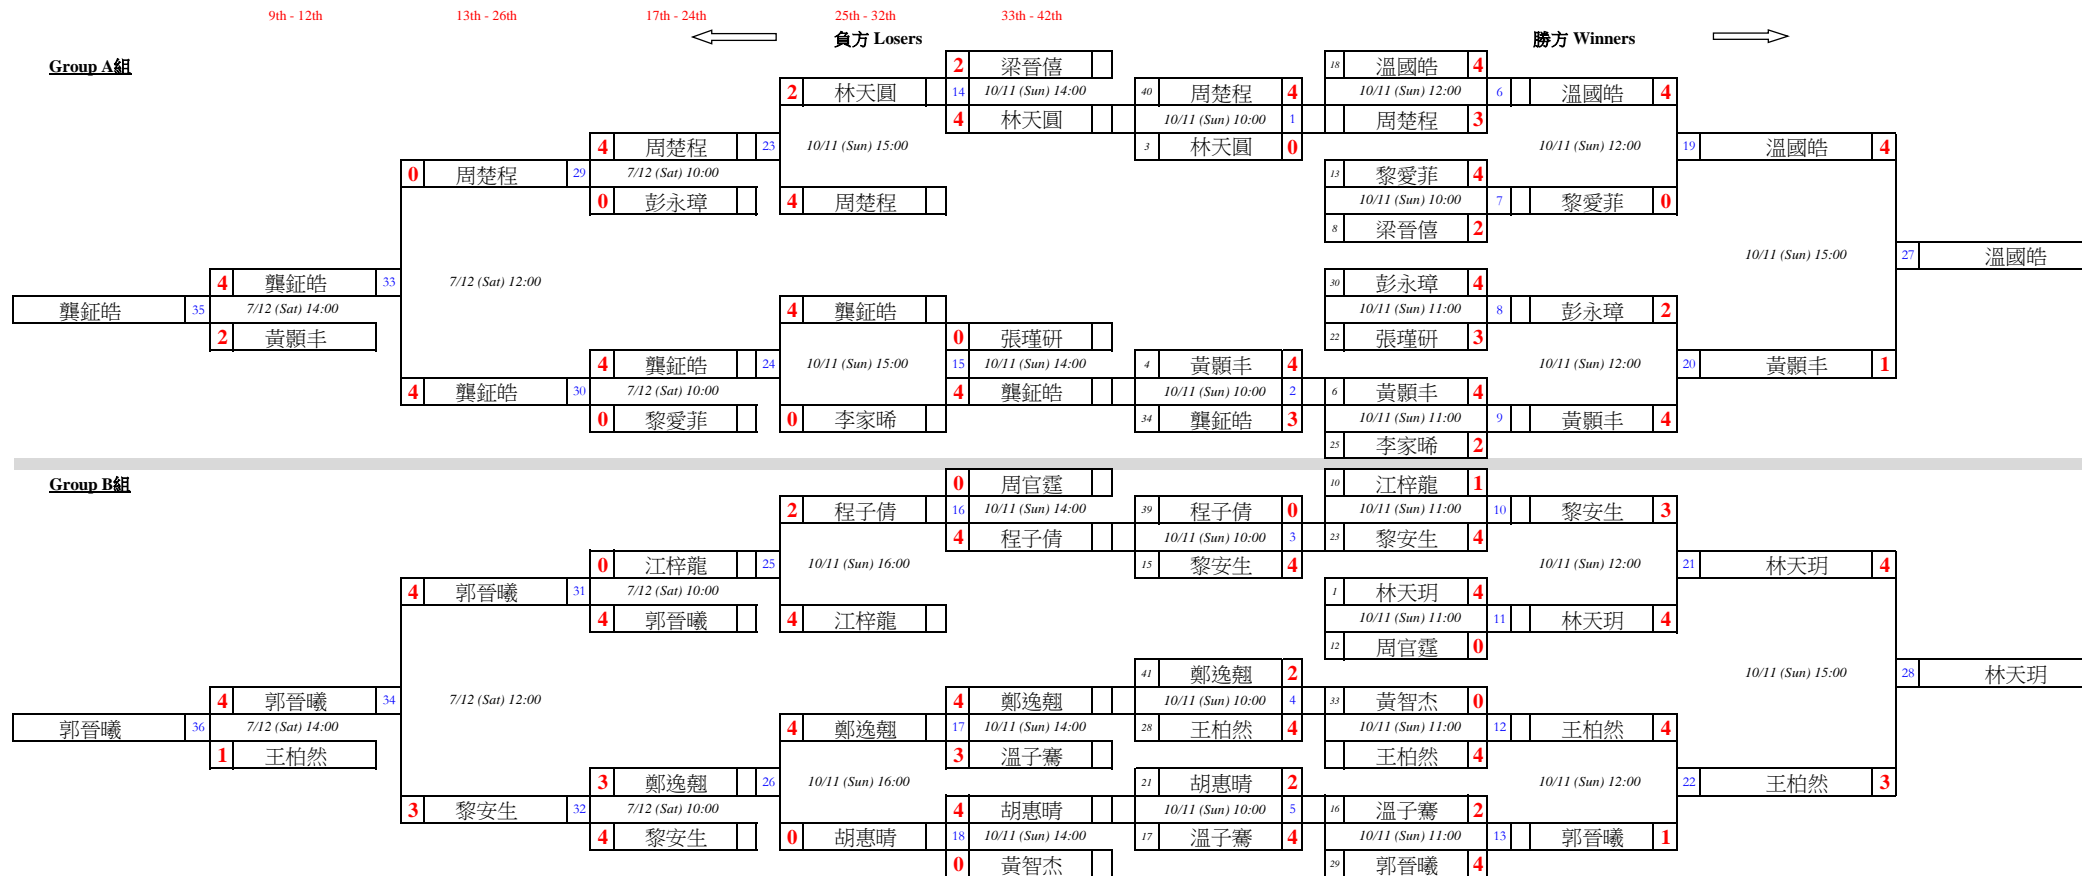 9th - 12th 13th - 26th 17th - 24th 25th - 32th 33th - 42th
負方 Losers 勝方 Winners
Group A組
2 梁晉僖 18 溫國皓 4
2 林天圓 14 10/11 (Sun) 14:00 40 周楚程 4 10/11 (Sun) 12:00 6 溫國皓 4
4 林天圓 10/11 (Sun) 10:00 1 周楚程 3
4 周楚程 23 10/11 (Sun) 15:00 3 林天圓 0 10/11 (Sun) 12:00 19 溫國皓 4
0 周楚程 29 7/12 (Sat) 10:00 13 黎愛菲 4
0 彭永璋 4 周楚程 10/11 (Sun) 10:00 7 黎愛菲 0
8 梁晉僖 2
10/11 (Sun) 15:00 27 溫國皓
4 龔鉦皓 33 7/12 (Sat) 12:00 30 彭永璋 4
龔鉦皓 35 7/12 (Sat) 14:00 4 龔鉦皓 10/11 (Sun) 11:00 8 彭永璋 2
2 黃顥丰 0 張瑾研 22 張瑾研 3
4 龔鉦皓 24 10/11 (Sun) 15:00 15 10/11 (Sun) 14:00 4 黃顥丰 4 10/11 (Sun) 12:00 20 黃顥丰 1
4 龔鉦皓 30 7/12 (Sat) 10:00 4 龔鉦皓 10/11 (Sun) 10:00 2 6 黃顥丰 4
0 黎愛菲 0 李家晞 34 龔鉦皓 3 10/11 (Sun) 11:00 9 黃顥丰 4
25 李家晞 2
Group B組 0 周官霆 10 江梓龍 1
2 程子倩 16 10/11 (Sun) 14:00 39 程子倩 0 10/11 (Sun) 11:00 10 黎安生 3
4 程子倩 10/11 (Sun) 10:00 3 23 黎安生 4
0 江梓龍 25 10/11 (Sun) 16:00 15 黎安生 4 10/11 (Sun) 12:00 21 林天玥 4
4 郭晉曦 31 7/12 (Sat) 10:00 1 林天玥 4
4 郭晉曦 4 江梓龍 10/11 (Sun) 11:00 11 林天玥 4
12 周官霆 0
41 鄭逸翹 2 10/11 (Sun) 15:00 28 林天玥
4 郭晉曦 34 7/12 (Sat) 12:00 4 鄭逸翹 10/11 (Sun) 10:00 4 33 黃智杰 0
郭晉曦 36 7/12 (Sat) 14:00 4 鄭逸翹 17 10/11 (Sun) 14:00 28 王柏然 4 10/11 (Sun) 11:00 12 王柏然 4
1 王柏然 3 溫子騫 王柏然 4
3 鄭逸翹 26 10/11 (Sun) 16:00 21 胡惠晴 2 10/11 (Sun) 12:00 22 王柏然 3
3 黎安生 32 7/12 (Sat) 10:00 4 胡惠晴 10/11 (Sun) 10:00 5 16 溫子騫 2
4 黎安生 0 胡惠晴 18 10/11 (Sun) 14:00 17 溫子騫 4 10/11 (Sun) 11:00 13 郭晉曦 1
0 黃智杰 29 郭晉曦 4